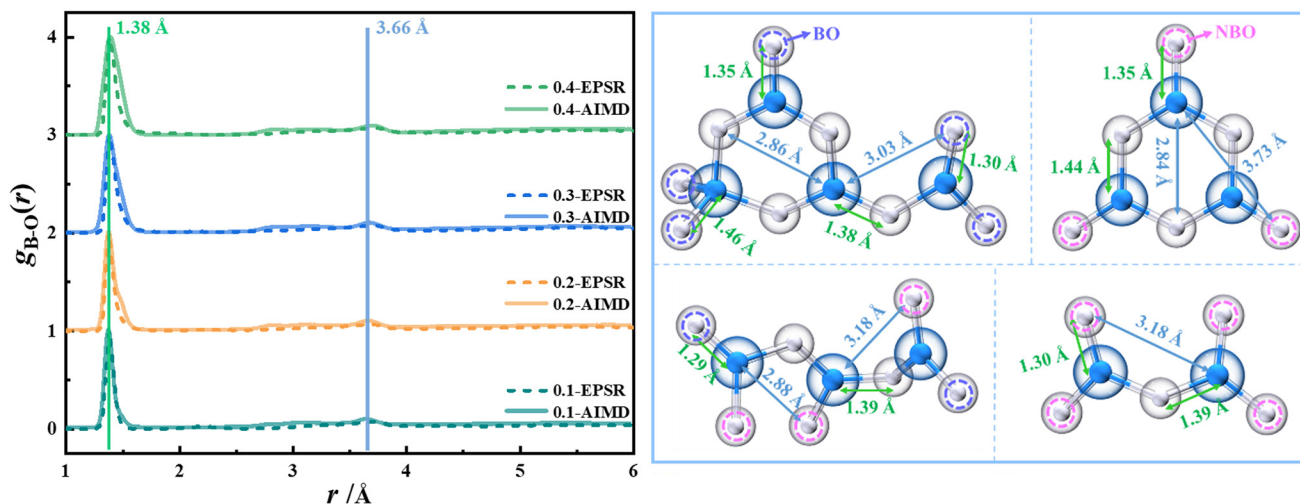 1.38 Å
3.66 Å
4
3
2
1
0
g_B-O(r)
0.4-EPSR
0.4-AIMD
0.3-EPSR
0.3-AIMD
0.2-EPSR
0.2-AIMD
0.1-EPSR
0.1-AIMD
1 2 3 4 5 6
r /Å
BO
1.35 Å
2.86 Å
3.03 Å
1.30 Å
1.46 Å
1.38 Å
NBO
1.35 Å
1.44 Å
2.84 Å
3.73 Å
1.29 Å
2.88 Å
3.18 Å
1.39 Å
1.30 Å
3.18 Å
1.39 Å